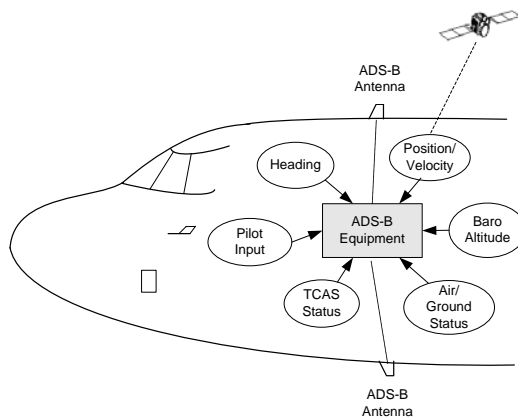 ADS-B
Antenna
Heading
Position/
Velocity
Pilot
Input
ADS-B
Equipment
Baro
Altitude
TCAS
Status
Air/
Ground
Status
ADS-B
Antenna